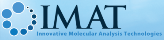 IMAT
Innovative Molecular Analysis Technologies